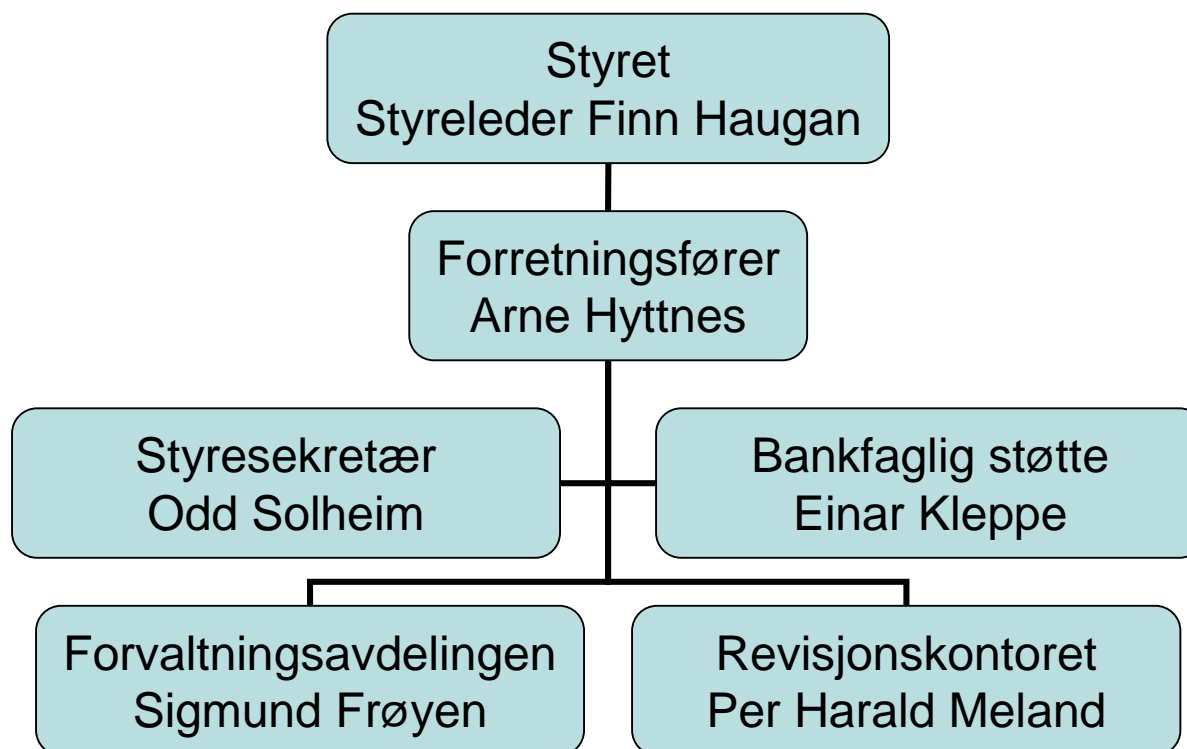 Styret
Styreleder Finn Haugan
Forretningsfører
Arne Hyttnes
Styresekretær
Odd Solheim
Bankfaglig støtte
Einar Kleppe
Forvaltningsavdelingen
Sigmund Frøyen
Revisjonskontoret
Per Harald Meland